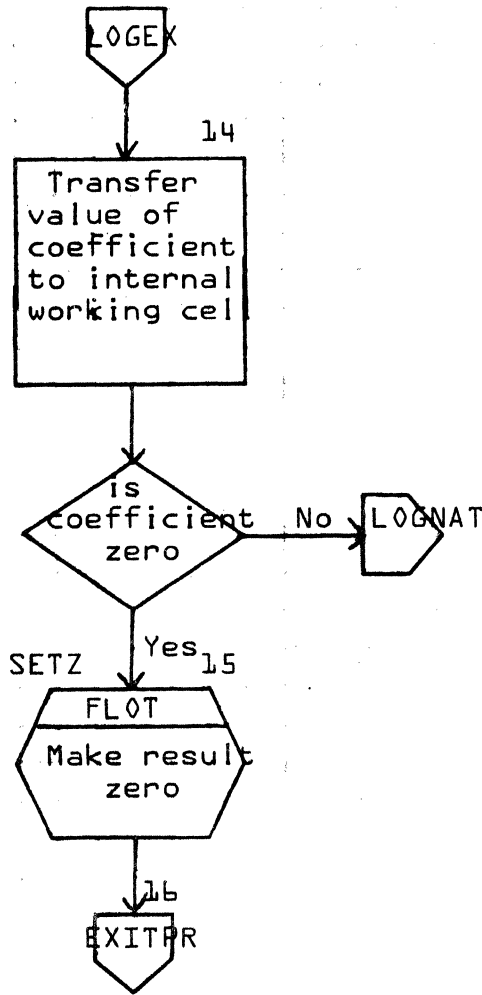 LOGEX
14
Transfer
value of
coefficient
to internal
working cel
is
coefficient
zero
No
LOGNAT
Yes
SETZ
15
FLOT
Make result
zero
16
EXITPR